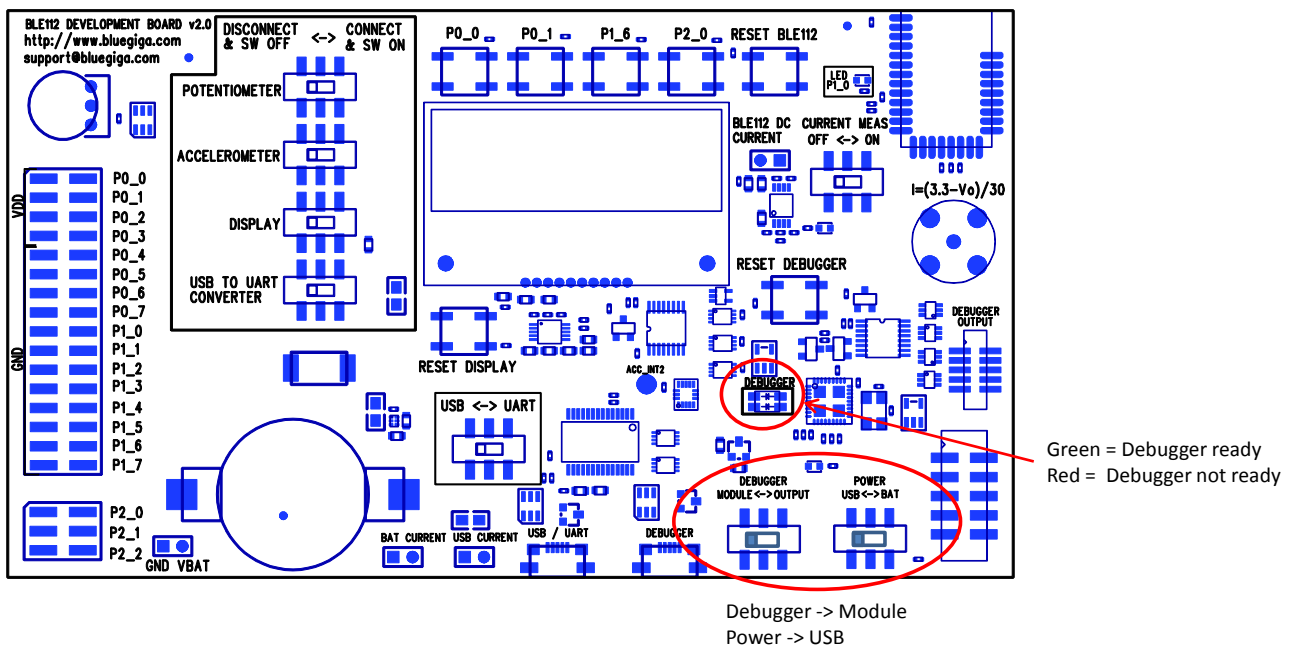 BLE112 DEVELOPMENT BOARD v2.0
http://www.bluegiga.com
support@bluegiga.com
DISCONNECT <-> CONNECT
& SW OFF & SW ON
POTENTIOMETER
ACCELEROMETER
DISPLAY
USB TO UART
CONVERTER
P0_0 P0_1 P1_6 P2_0 RESET BLE112
LED
P1_0
BLE112 DC
CURRENT
CURRENT MEAS
OFF <-> ON
I=(3.3-Vo)/30
VDD
GND
P0_0
P0_1
P0_2
P0_3
P0_4
P0_5
P0_6
P0_7
P1_0
P1_1
P1_2
P1_3
P1_4
P1_5
P1_6
P1_7
P2_0
P2_1
P2_2
GND VBAT
RESET DISPLAY
RESET DEBUGGER
DEBUGGER
OUTPUT
ACC_INT2
DEBUGGER
USB <-> UART
BAT CURRENT
USB CURRENT
USB / UART
DEBUGGER
DEBUGGER
MODULE<->OUTPUT
POWER
USB<->BAT
Green = Debugger ready
Red = Debugger not ready
Debugger -> Module
Power -> USB